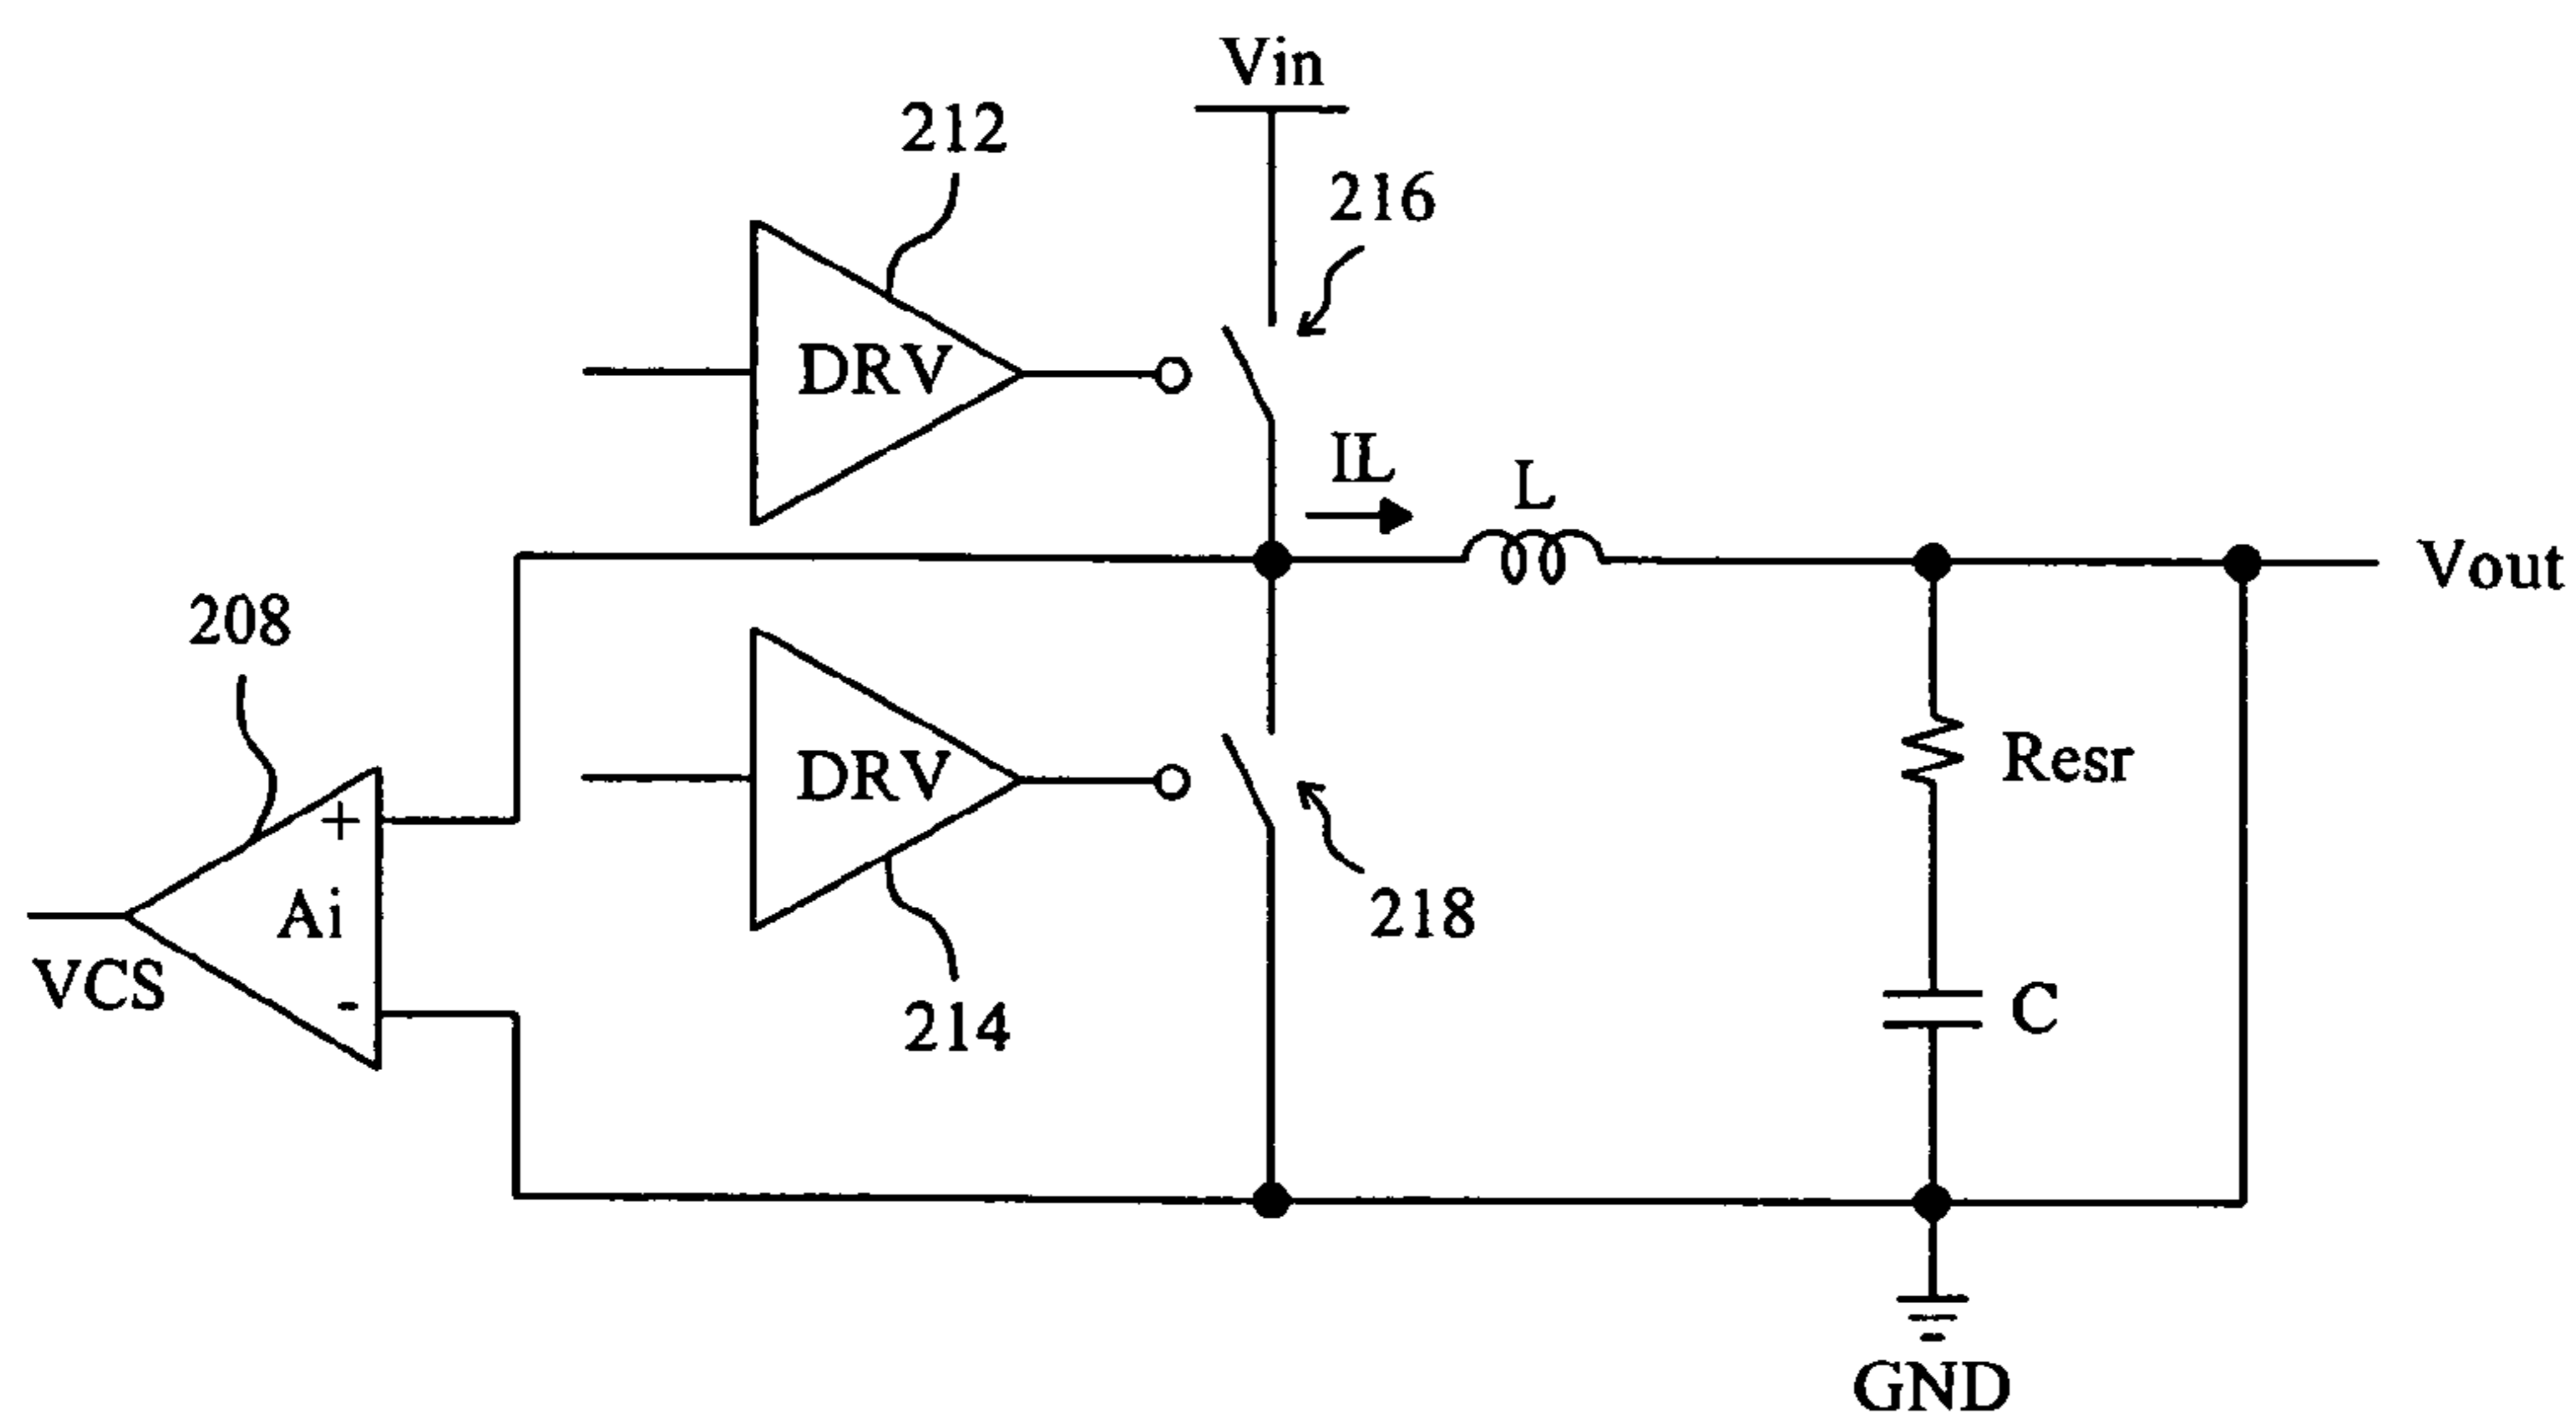 Vin
212
216
DRV
IL
L
Vout
208
DRV
Resr
+
Ai
-
VCS
218
214
C
GND